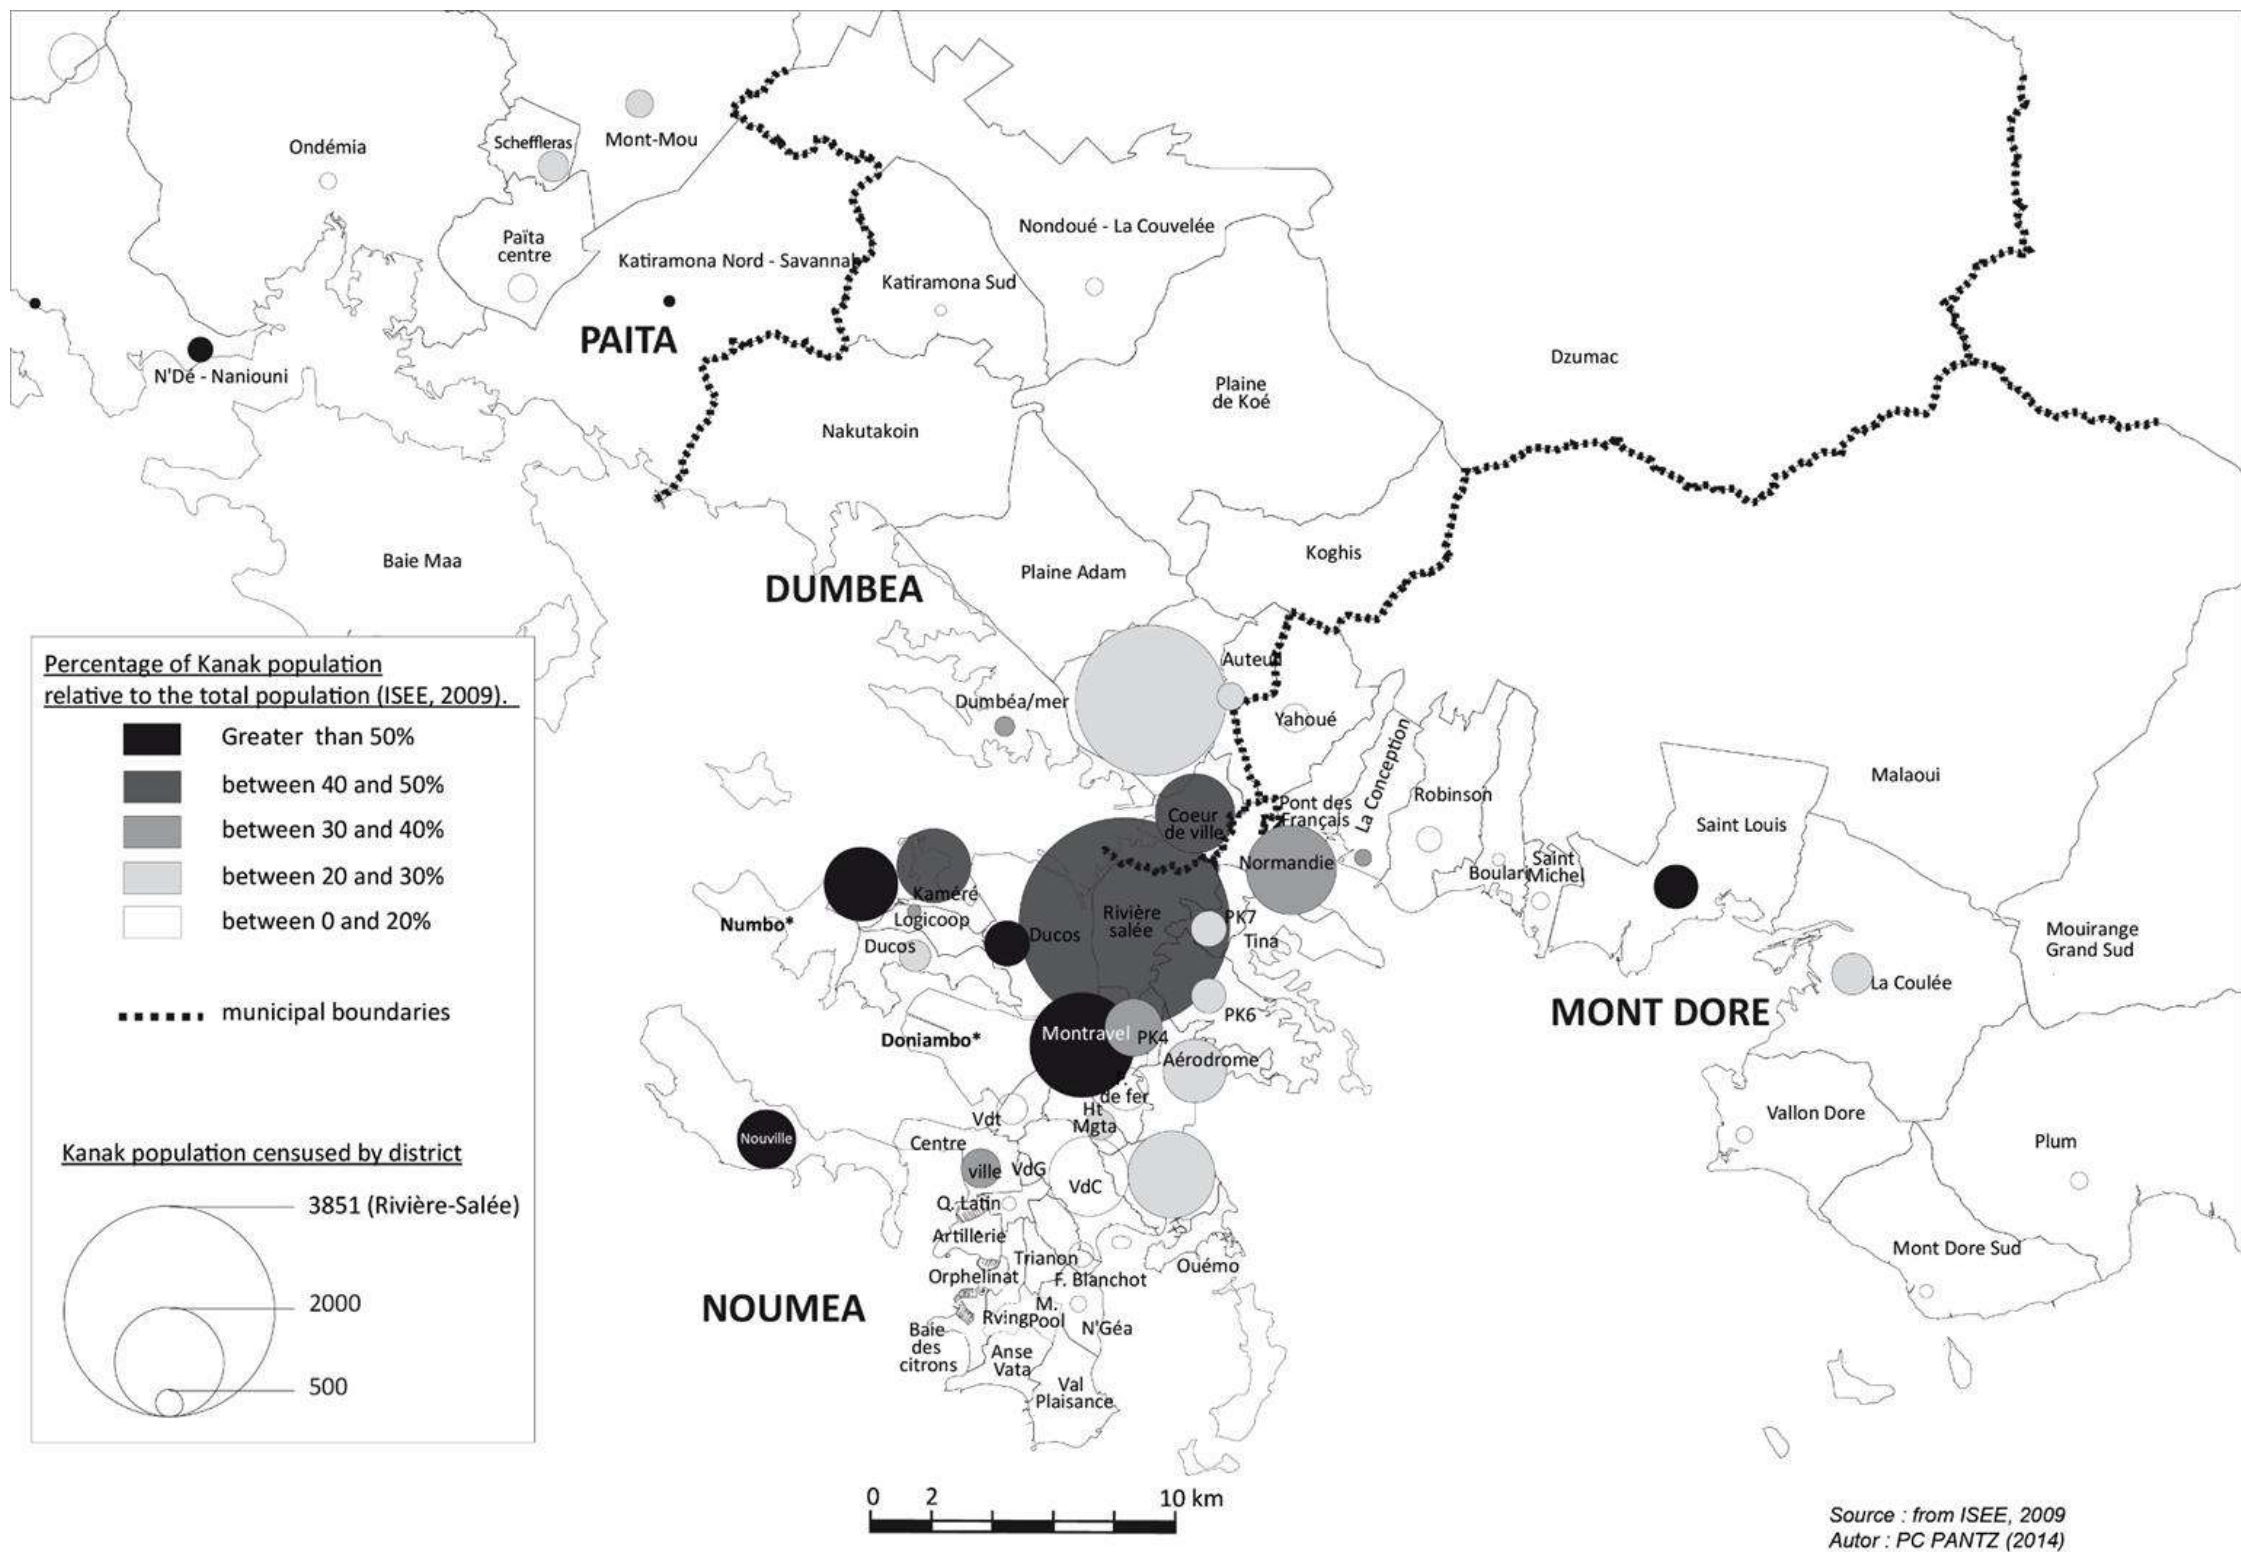 Ondémia
Scheffleras
Mont-Mou
Païta
centre
Katiramona Nord - Savannah
Nondoué - La Couvelée
Katiramona Sud
PAITA
N'Dé - Naniouni
Dzumac
Plaine
de Koé
Nakutakoin
Baie Maa
Koghis
Plaine Adam
DUMBEA
Percentage of Kanak population
relative to the total population (ISEE, 2009).
Greater than 50%
between 40 and 50%
between 30 and 40%
between 20 and 30%
between 0 and 20%
municipal boundaries
Kanak population censused by district
3851 (Rivière-Salée)
2000
500
Auteuil
Dumbéa/mer
Yahoué
La Conception
Robinson
Malaoui
Pont des
Français
Coeur
de ville
Saint Louis
Normandie
Saint
Michel
Boulari
Kaméré
Logicoop
Numbo*
Ducos
Ducos
Rivière
salée
PK7
Tina
Mouirange
Grand Sud
La Coulée
MONT DORE
PK6
Montravel
PK4
Doniambo*
Aérodrome
de fer
Ht
Mgta
Vdt
Vallon Dore
Plum
Nouville
Centre
ville
VdG
VdC
Q. Latin
Artillerie
Trianon
Ouémo
Orphelinat
F. Blanchot
Mont Dore Sud
NOUMEA
M.
Pool
Rving
N'Géa
Baie
des
citrons
Anse
Vata
Val
Plaisance
0 2 10 km
Source : from ISEE, 2009
Autor : PC PANTZ (2014)